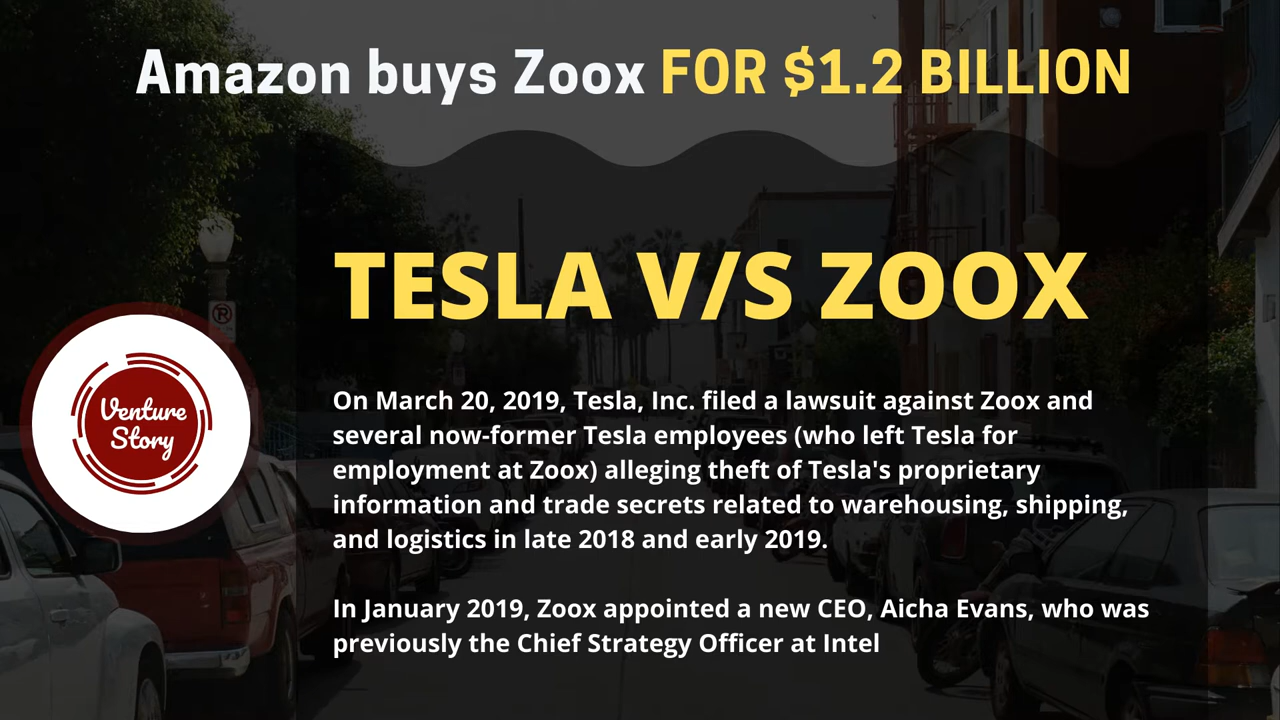 Amazon buys Zoox FOR $1.2 BILLION
TESLA V/S ZOOX
Venture
Story
On March 20, 2019, Tesla, Inc. filed a lawsuit against Zoox and
several now-former Tesla employees (who left Tesla for
employment at Zoox) alleging theft of Tesla's proprietary
information and trade secrets related to warehousing, shipping,
and logistics in late 2018 and early 2019.
In January 2019, Zoox appointed a new CEO, Aicha Evans, who was
previously the Chief Strategy Officer at Intel